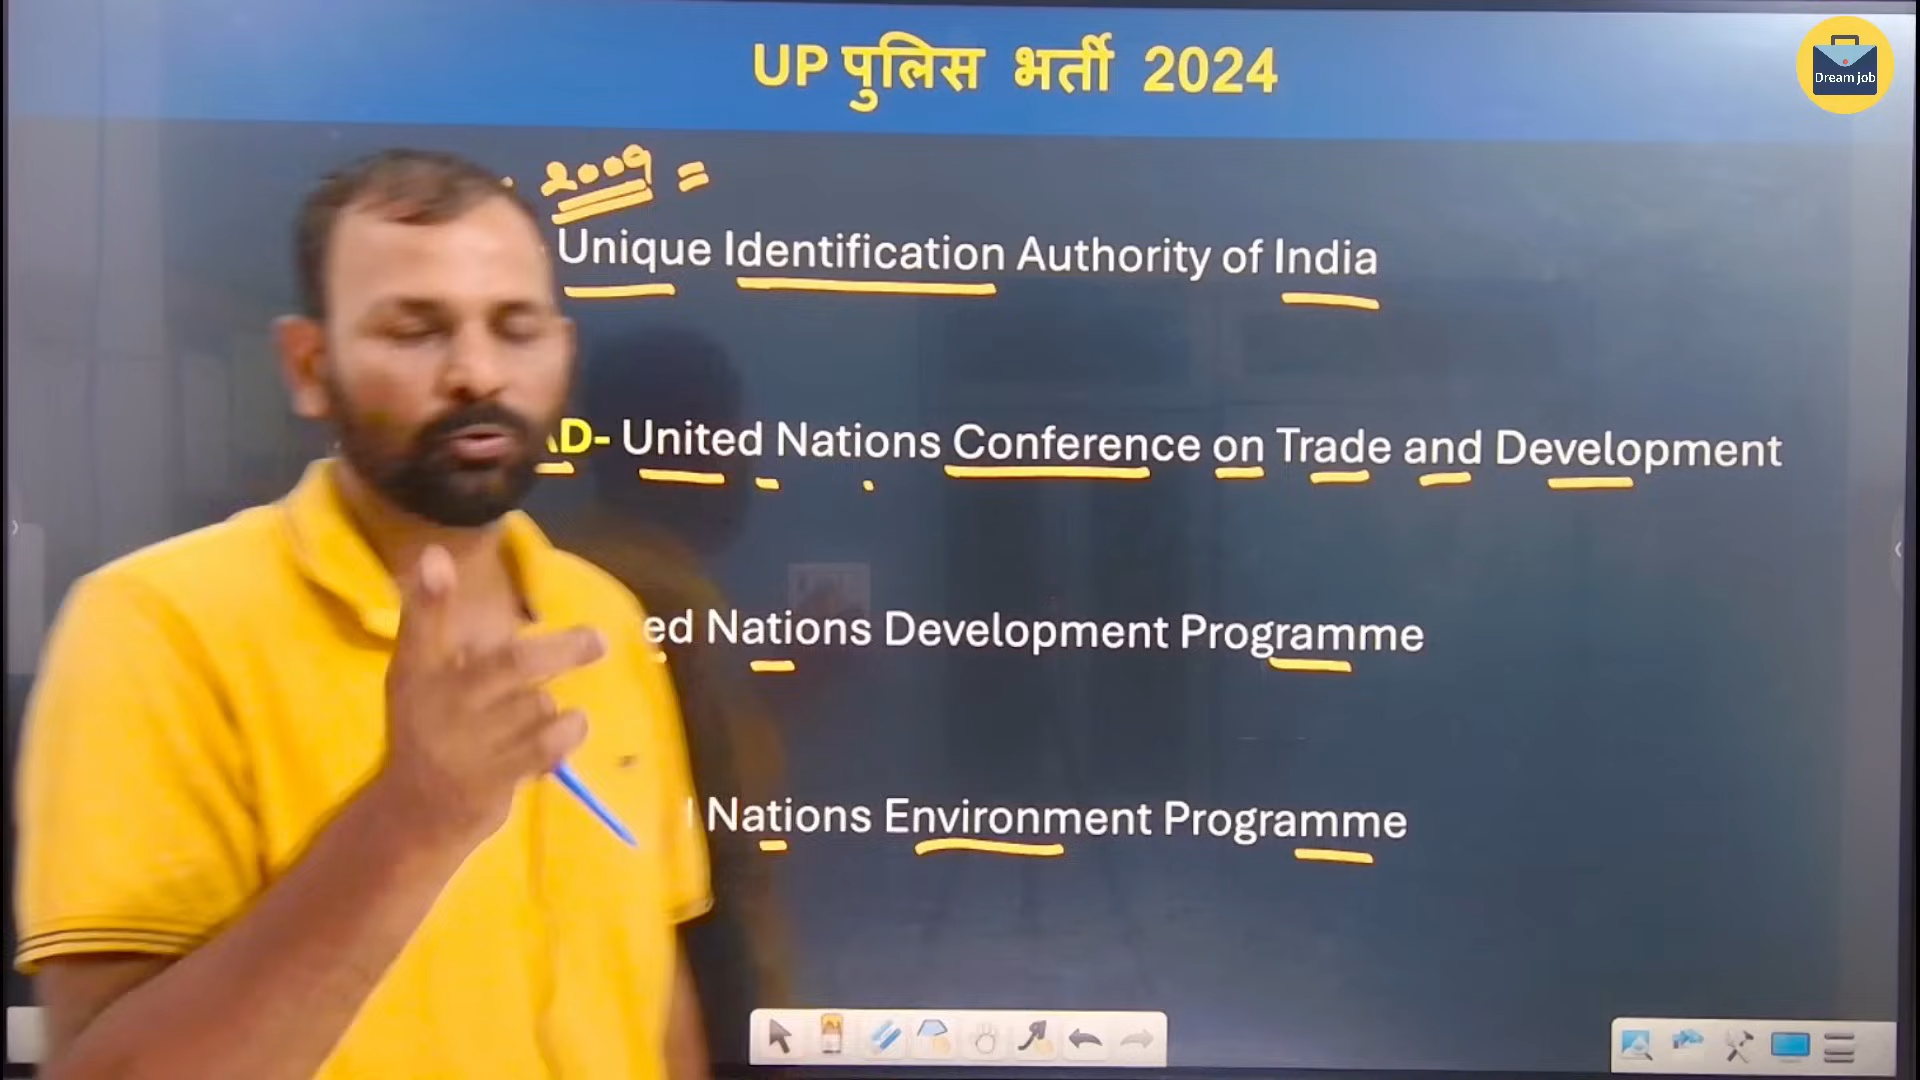 UP पुलिस भर्ती 2024
Dream job
2009 =
Unique Identification Authority of India
AD- United Nations Conference on Trade and Development
ed Nations Development Programme
Nations Environment Programme